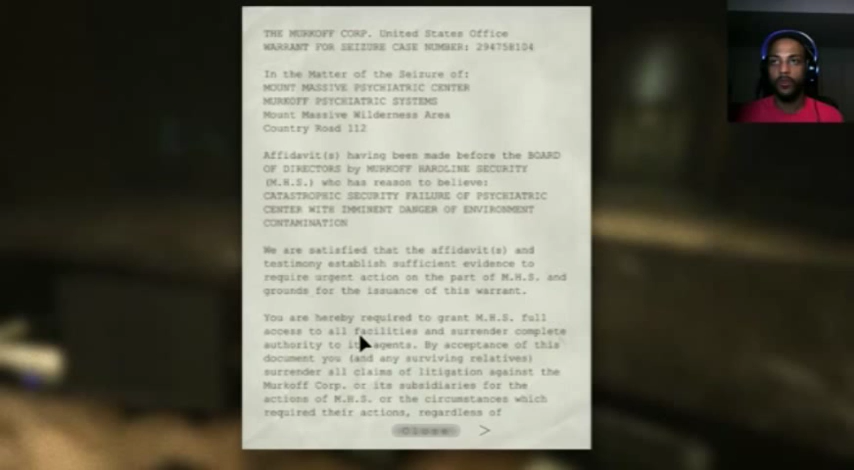 THE MURKOFF CORP. United States Office
WARRANT FOR SEIZURE CASE NUMBER: 294758104
In the Matter of the Seizure of:
MOUNT MASSIVE PSYCHIATRIC CENTER
MURKOFF PSYCHIATRIC SYSTEMS
Mount Massive Wilderness Area
Country Road 112
Affidavit(s) having been made before the BOARD
OF DIRECTORS by MURKOFF HARDLINE SECURITY
(M.H.S.) who has reason to believe:
CATASTROPHIC SECURITY FAILURE OF PSYCHIATRIC
CENTER WITH IMMINENT DANGER OF ENVIRONMENT
CONTAMINATION
We are satisfied that the affidavit(s) and
testimony establish sufficient evidence to
require urgent action on the part of M.H.S. and
grounds for the issuance of this warrant.
You are hereby required to grant M.H.S. full
access to all facilities and surrender complete
authority to its agents. By acceptance of this
document you (and any surviving relatives)
surrender all claims of litigation against the
Murkoff Corp. or its subsidiaries for the
actions of M.H.S. or the circumstances which
required their actions, regardless of
Close >